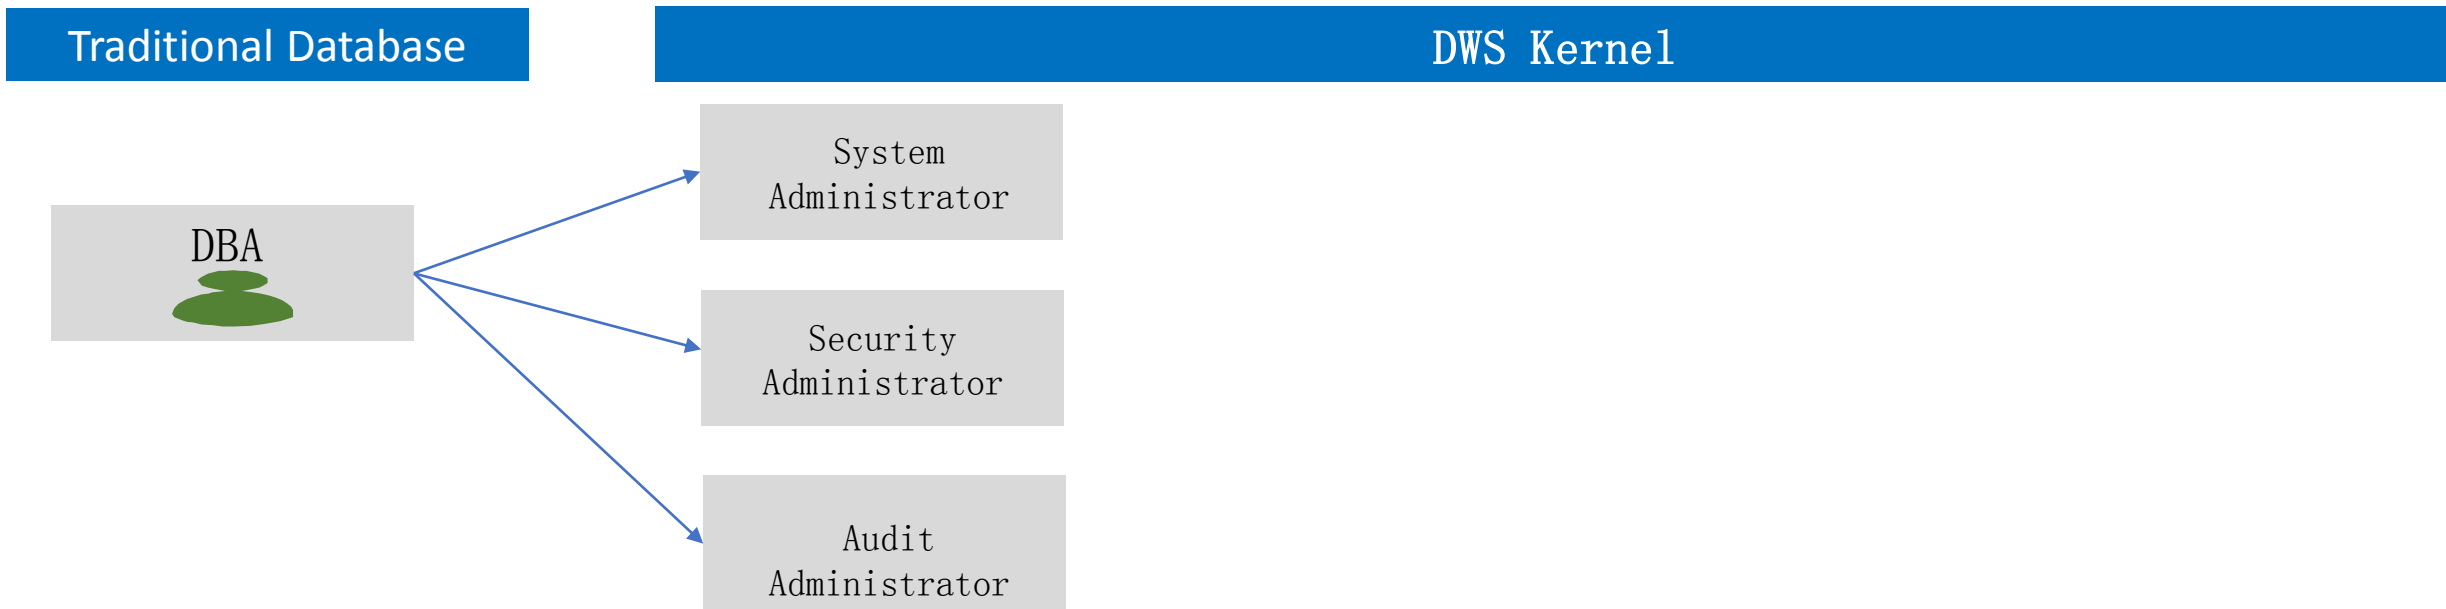 Traditional Database
DWS Kernel
DBA
System
Administrator
Security
Administrator
Audit
Administrator